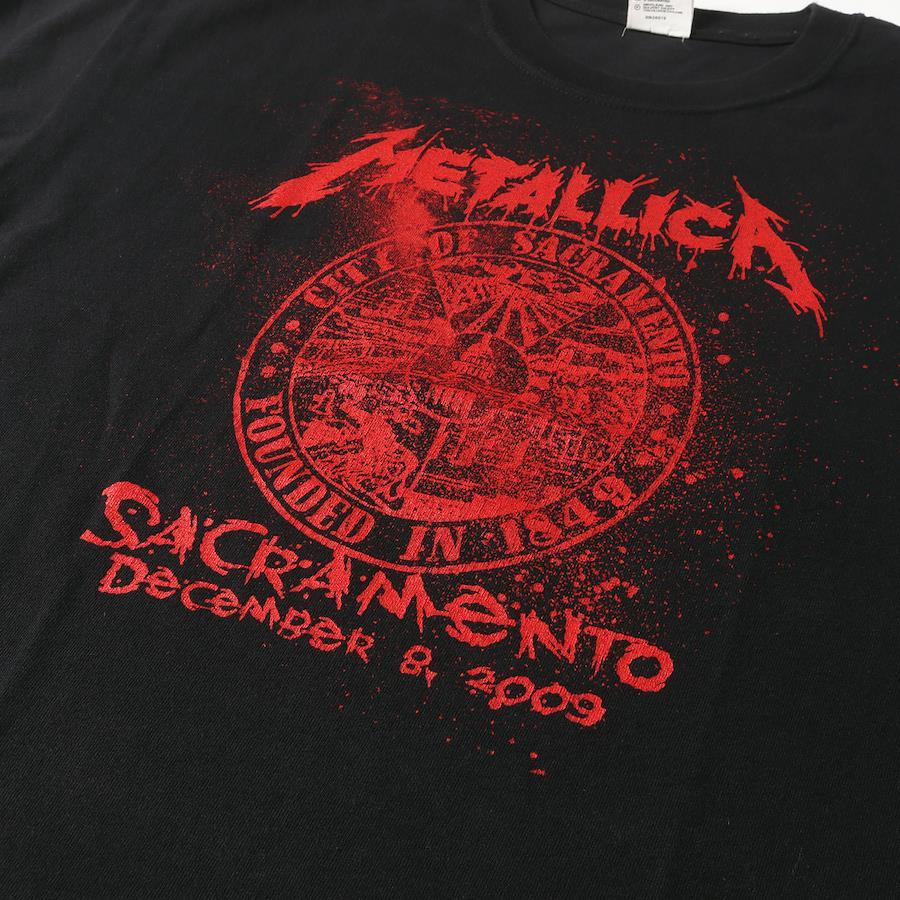 METALLICA
CITY OF SACRAMENTO
FOUNDED IN 1849
SACRAMENTO
DECEMBER 8, 2009